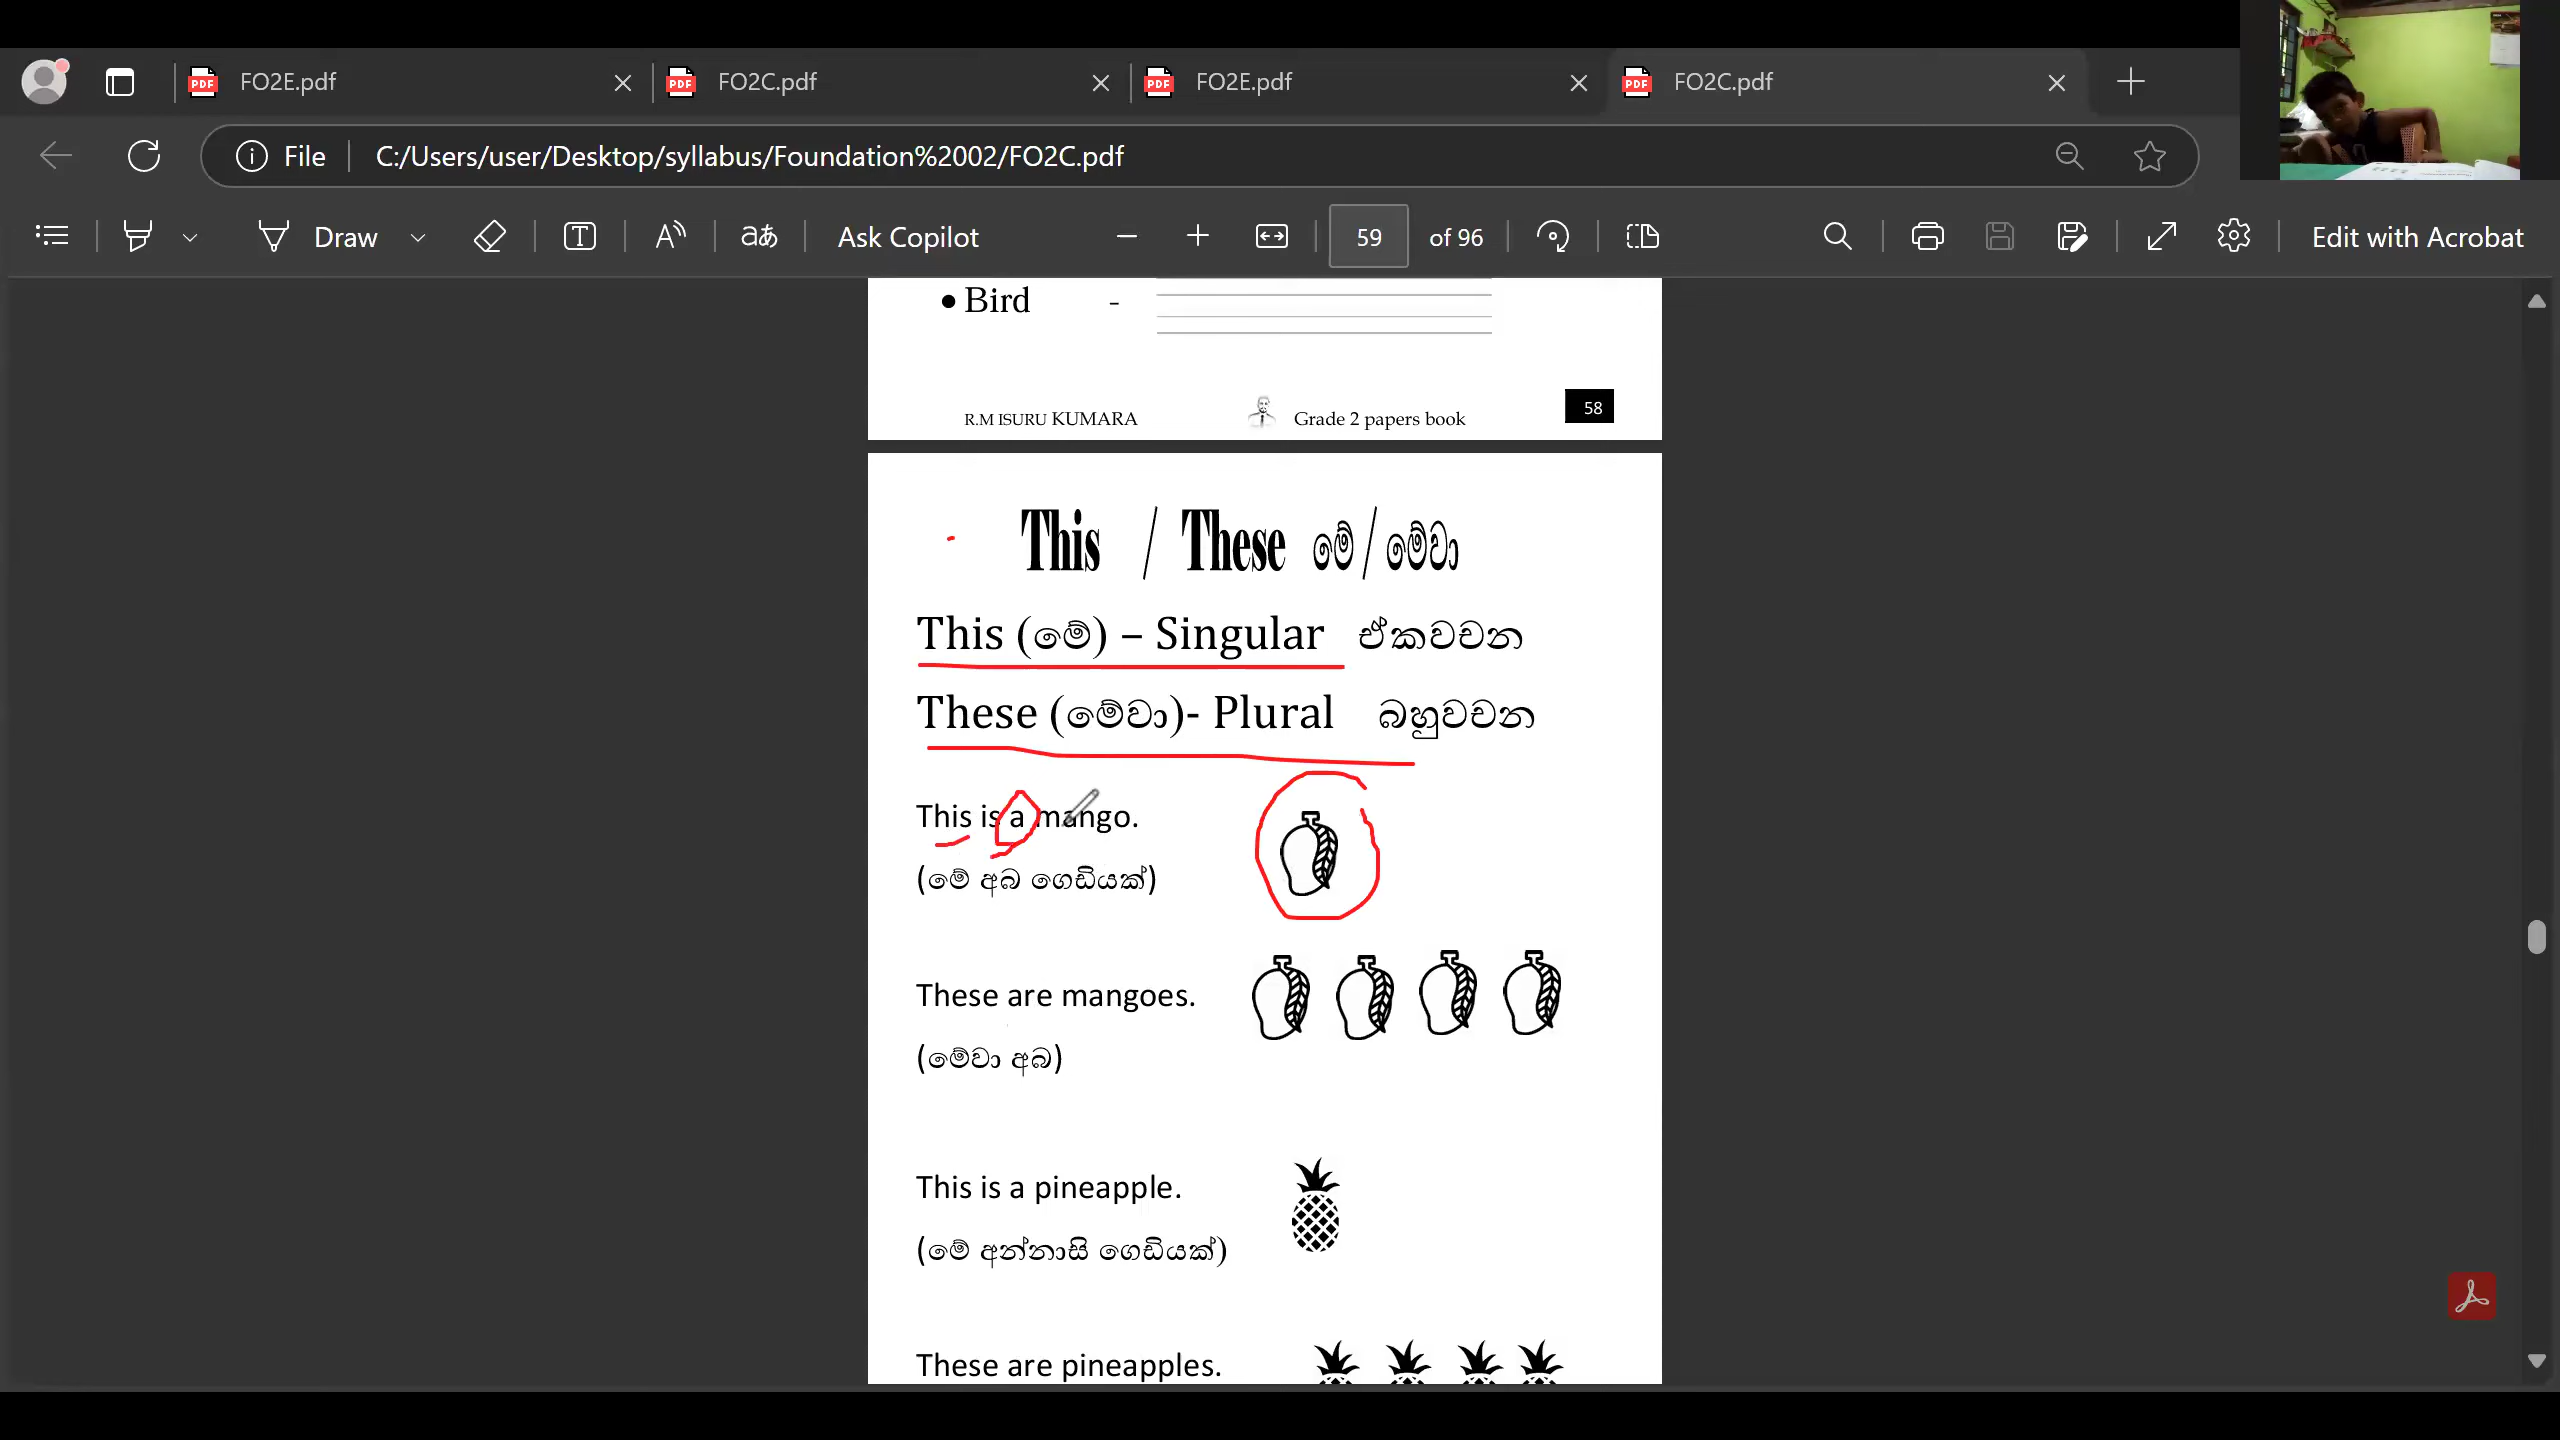 FO2E.pdf
FO2C.pdf
FO2E.pdf
FO2C.pdf
File
C:/Users/user/Desktop/syllabus/Foundation%2002/FO2C.pdf
Draw
Ask Copilot
59
of 96
Edit with Acrobat
• Bird -
R.M ISURU KUMARA
Grade 2 papers book
58
This / These මේ / මේවා
This (මේ) – Singular ඒකවචන
These (මේවා)- Plural බහුවචන
This is a mango.
(මේ අඹ ගෙඩියක්)
These are mangoes.
(මේවා අඹ)
This is a pineapple.
(මේ අන්නාසි ගෙඩියක්)
These are pineapples.